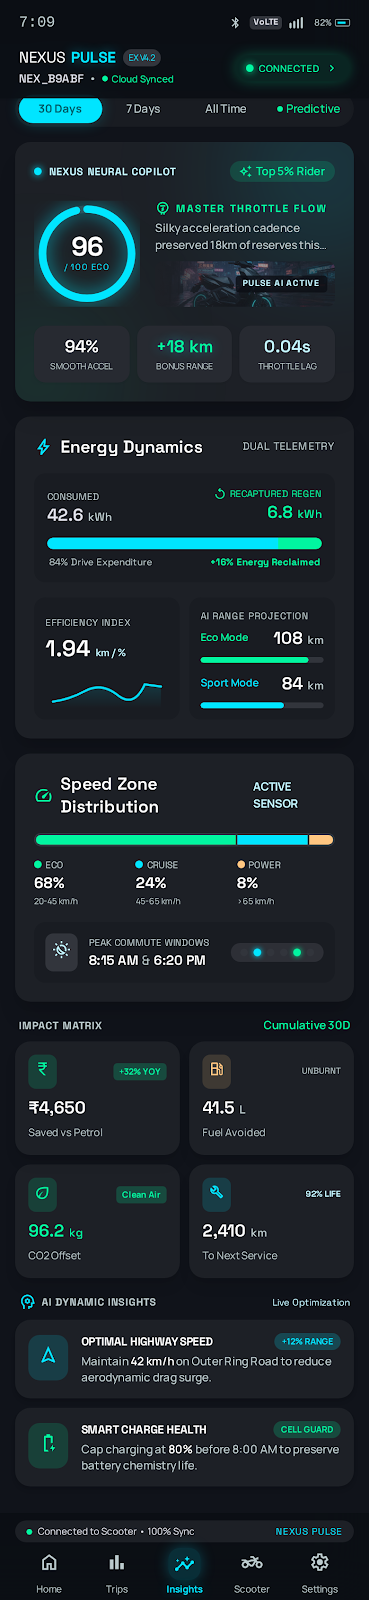 7:09 VoLTE 82%
NEXUS PULSE EX V4.2
NEX_B9ABF • Cloud Synced
CONNECTED >
30 Days 7 Days All Time Predictive
NEXUS NEURAL COPILOT Top 5% Rider
96
/ 100 ECO
MASTER THROTTLE FLOW
Silky acceleration cadence
preserved 18km of reserves this...
PULSE AI ACTIVE
94% +18 km 0.04s
SMOOTH ACCEL BONUS RANGE THROTTLE LAG
Energy Dynamics DUAL TELEMETRY
CONSUMED RECAPTURED REGEN
42.6 kWh 6.8 kWh
84% Drive Expenditure +16% Energy Reclaimed
EFFICIENCY INDEX
1.94 km / %
AI RANGE PROJECTION
Eco Mode 108 km
Sport Mode 84 km
Speed Zone
Distribution
ACTIVE
SENSOR
ECO CRUISE POWER
68% 24% 8%
20-45 km/h 45-65 km/h >65 km/h
PEAK COMMUTE WINDOWS
8:15 AM & 6:20 PM
IMPACT MATRIX Cumulative 30D
₹ +32% YOY
₹4,650
Saved vs Petrol
UNBURNT
41.5 L
Fuel Avoided
Clean Air
96.2 kg
CO2 Offset
92% LIFE
2,410 km
To Next Service
AI DYNAMIC INSIGHTS Live Optimization
OPTIMAL HIGHWAY SPEED +12% RANGE
Maintain 42 km/h on Outer Ring Road to reduce
aerodynamic drag surge.
SMART CHARGE HEALTH CELL GUARD
Cap charging at 80% before 8:00 AM to preserve
battery chemistry life.
Connected to Scooter • 100% Sync NEXUS PULSE
Home Trips Insights Scooter Settings